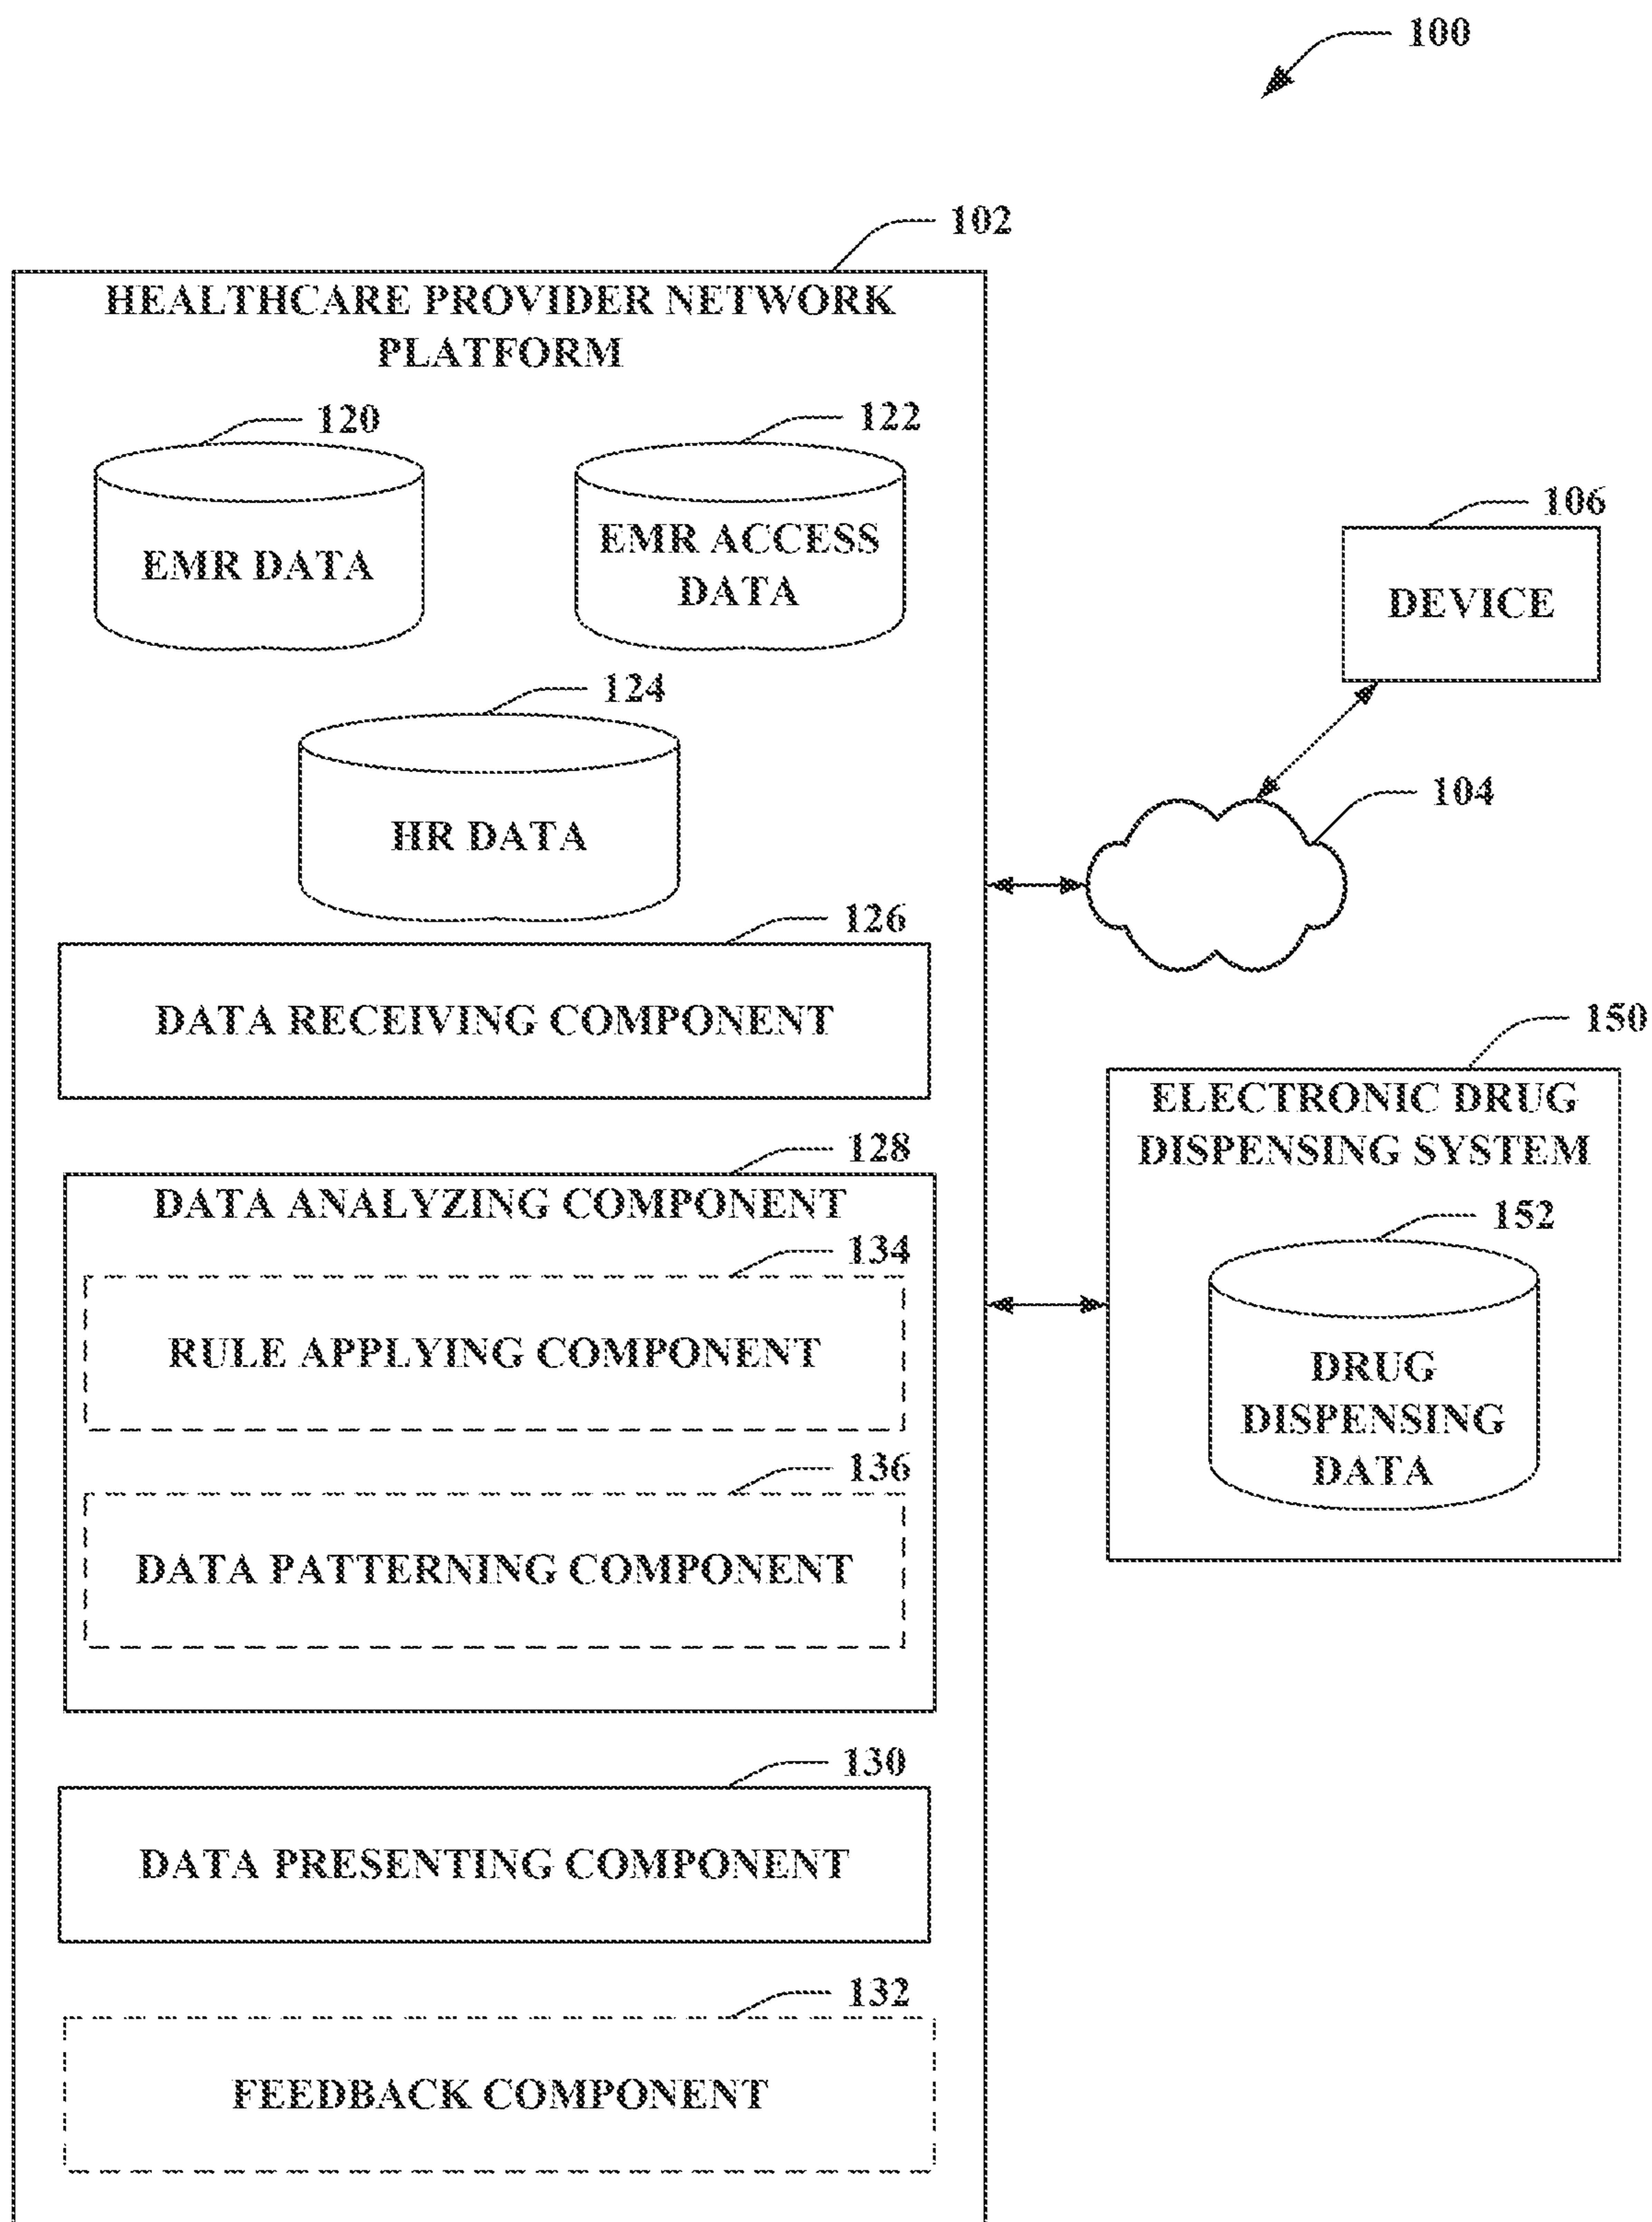 100
102
HEALTHCARE PROVIDER NETWORK
PLATFORM
120
122
EMR DATA
EMR ACCESS
DATA
124
HR DATA
126
DATA RECEIVING COMPONENT
128
DATA ANALYZING COMPONENT
134
RULE APPLYING COMPONENT
136
DATA PATTERNING COMPONENT
130
DATA PRESENTING COMPONENT
132
FEEDBACK COMPONENT
106
DEVICE
104
150
ELECTRONIC DRUG
DISPENSING SYSTEM
152
DRUG
DISPENSING
DATA